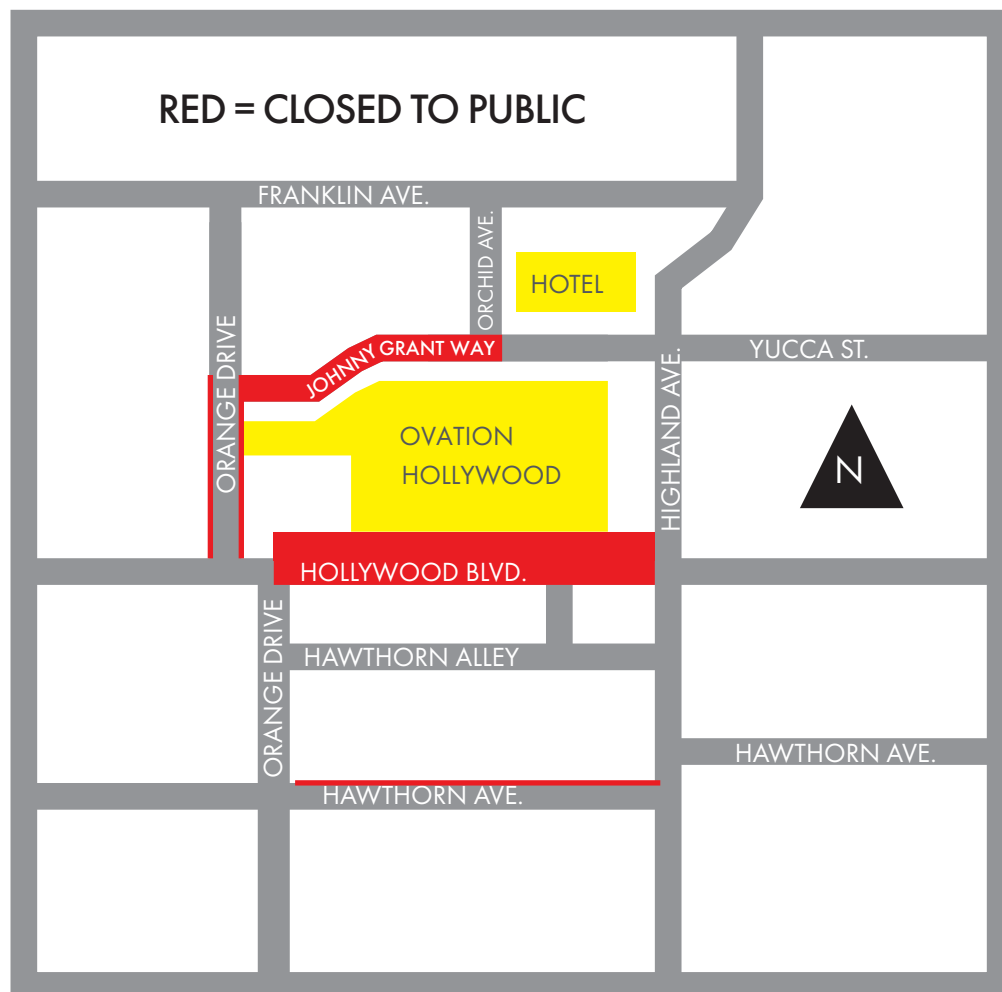 RED = CLOSED TO PUBLIC
FRANKLIN AVE.
ORCHID AVE.
HOTEL
ORANGE DRIVE
JOHNNY GRANT WAY
YUCCA ST.
HIGHLAND AVE.
OVATION
HOLLYWOOD
N
HOLLYWOOD BLVD.
ORANGE DRIVE
HAWTHORN ALLEY
HAWTHORN AVE.
HAWTHORN AVE.